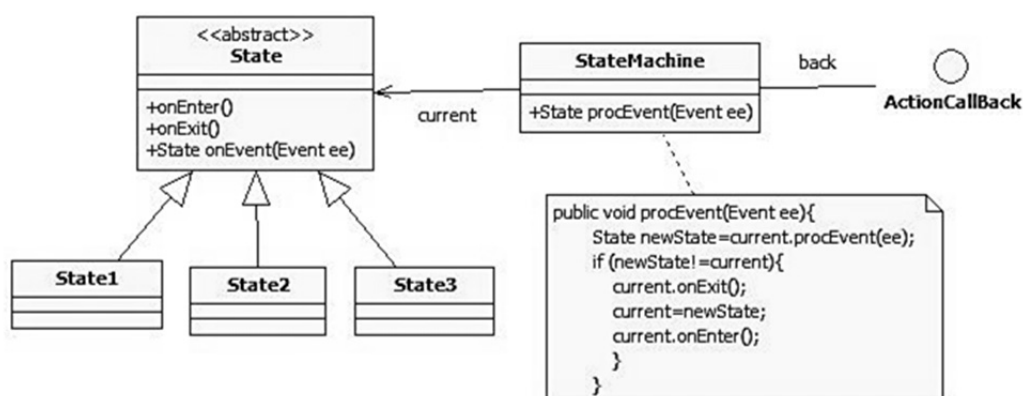 <<abstract>>
State
+onEnter()
+onExit()
+State onEvent(Event ee)
current
StateMachine
+State procEvent(Event ee)
back
ActionCallBack
State1
State2
State3
public void procEvent(Event ee){
State newState=current.procEvent(ee);
if (newState!=current){
current.onExit();
current=newState;
current.onEnter();
}
}